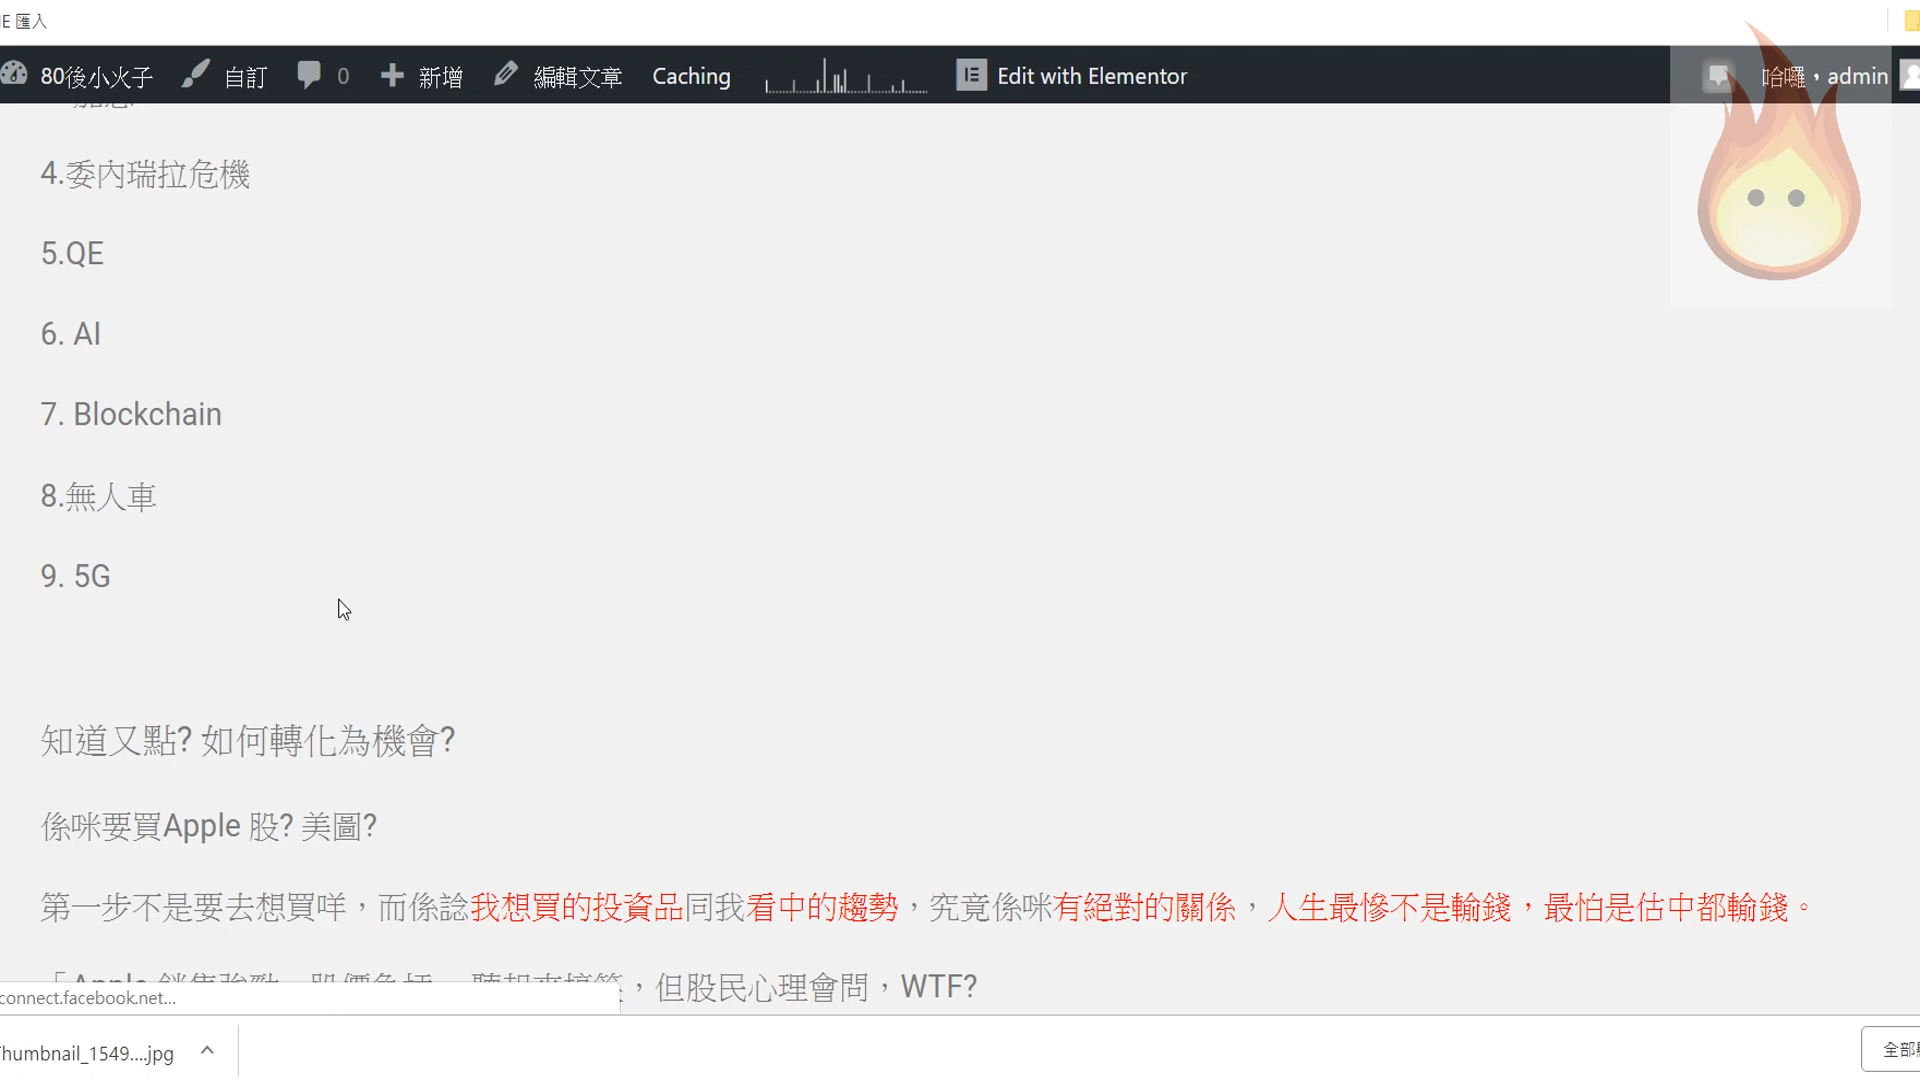 匯入
80後小火子 自訂 0 新增 編輯文章 Caching Edit with Elementor 哈囉，admin
4.委內瑞拉危機
5.QE
6. AI
7. Blockchain
8.無人車
9. 5G
知道又點? 如何轉化為機會?
係咪要買Apple 股? 美圖?
第一步不是要去想買咩，而係諗我想買的投資品同我看中的趨勢，究竟係咪有絕對的關係，人生最慘不是輸錢，最怕是估中都輸錢。
，但股民心理會問，WTF?
connect.facebook.net...
humbnail_1549....jpg
全部